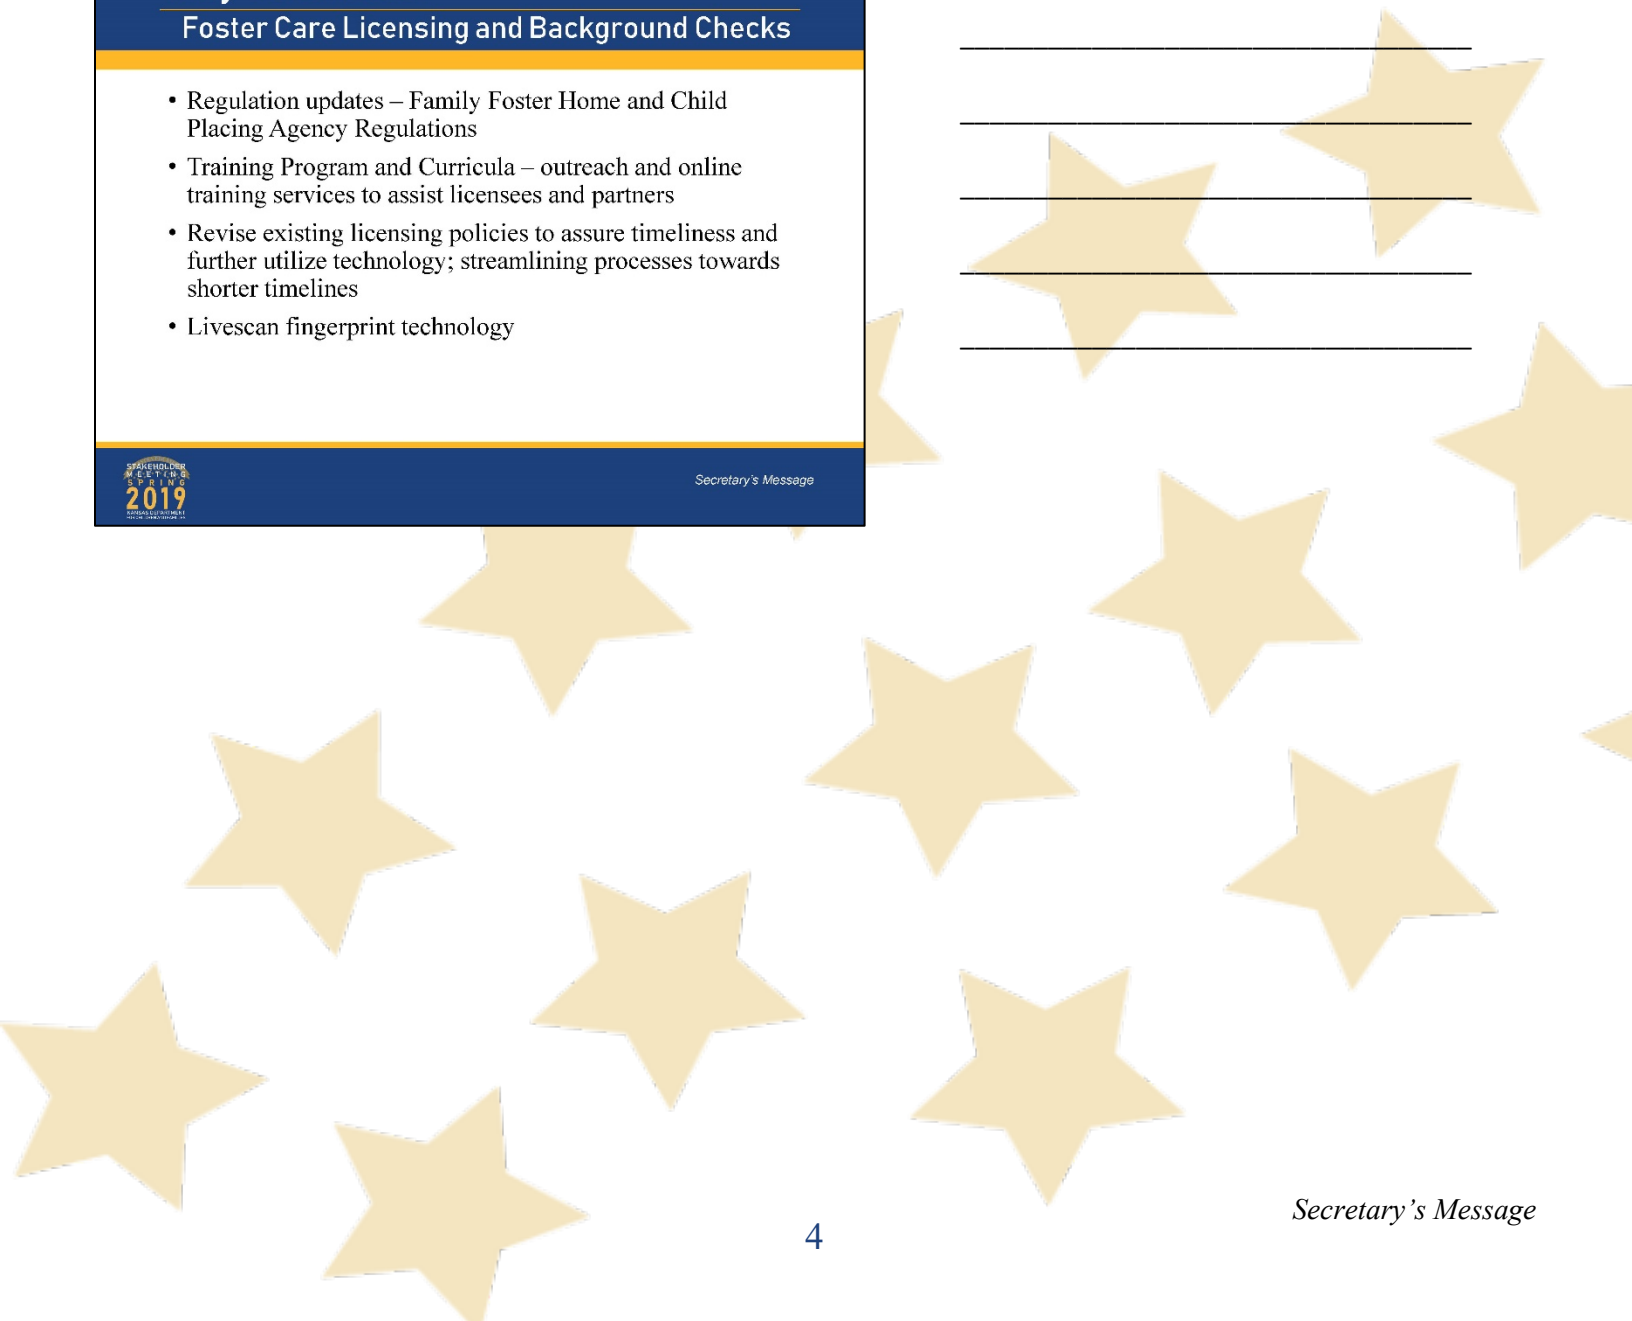 Foster Care Licensing and Background Checks
• Regulation updates – Family Foster Home and Child
Placing Agency Regulations
• Training Program and Curricula – outreach and online
training services to assist licensees and partners
• Revise existing licensing policies to assure timeliness and
further utilize technology; streamlining processes towards
shorter timelines
• Livescan fingerprint technology
STAKEHOLDER
MEETING
SPRING
2019
KANSAS DEPARTMENT
Secretary's Message
Secretary’s Message
4